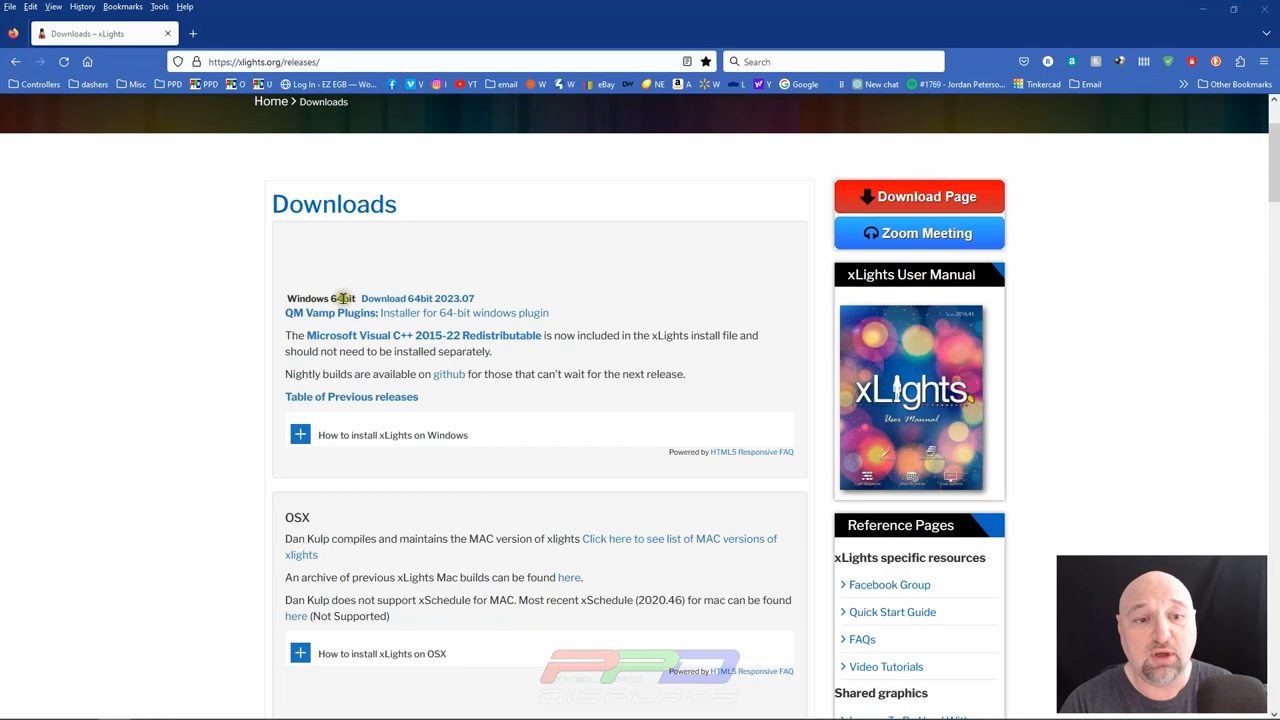 File Edit View History Bookmarks Tools Help
Downloads – xLights
https://xlights.org/releases/
Search
Controllers dashers Misc PPD PPD O U Log In - EZ EGB — Wo... V I YT email W W eBay DW NE A W L Y Google B New chat #1769 - Jordan Peterso... Tinkercad Email Other Bookmarks
Home > Downloads
Downloads
Windows 64bit Download 64bit 2023.07
QM Vamp Plugins: Installer for 64-bit windows plugin
The Microsoft Visual C++ 2015-22 Redistributable is now included in the xLights install file and
should not need to be installed separately.
Nightly builds are available on github for those that can't wait for the next release.
Table of Previous releases
How to install xLights on Windows
Powered by HTML5 Responsive FAQ
OSX
Dan Kulp compiles and maintains the MAC version of xlights Click here to see list of MAC versions of
xlights
An archive of previous xLights Mac builds can be found here.
Dan Kulp does not support xSchedule for MAC. Most recent xSchedule (2020.46) for mac can be found
here (Not Supported)
How to install xLights on OSX
Powered by HTML5 Responsive FAQ
PPD
DISPLAYS
Download Page
Zoom Meeting
xLights User Manual
xLights
User Manual
Reference Pages
xLights specific resources
Facebook Group
Quick Start Guide
FAQs
Video Tutorials
Shared graphics